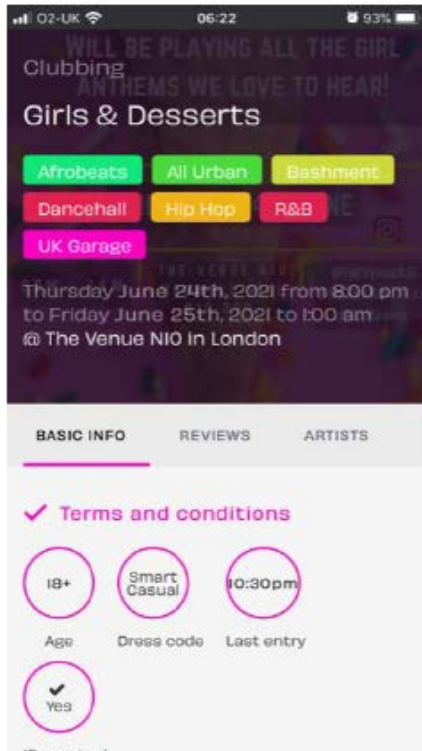 O2-UK 06:22 93%
WILL BE PLAYING ALL THE GIRL
Clubbing
ANTHEMS WE LOVE TO HEAR!
Girls & Desserts
Afrobeats All Urban Bashment
Dancehall Hip Hop R&B
UK Garage
THE VENUE N10
Thursday June 24th, 2021 from 8:00 pm
to Friday June 25th, 2021 to 1:00 am
@ The Venue N10 in London
BASIC INFO REVIEWS ARTISTS
Terms and conditions
18+ Smart Casual 10:30pm
Age Dress code Last entry
Yes